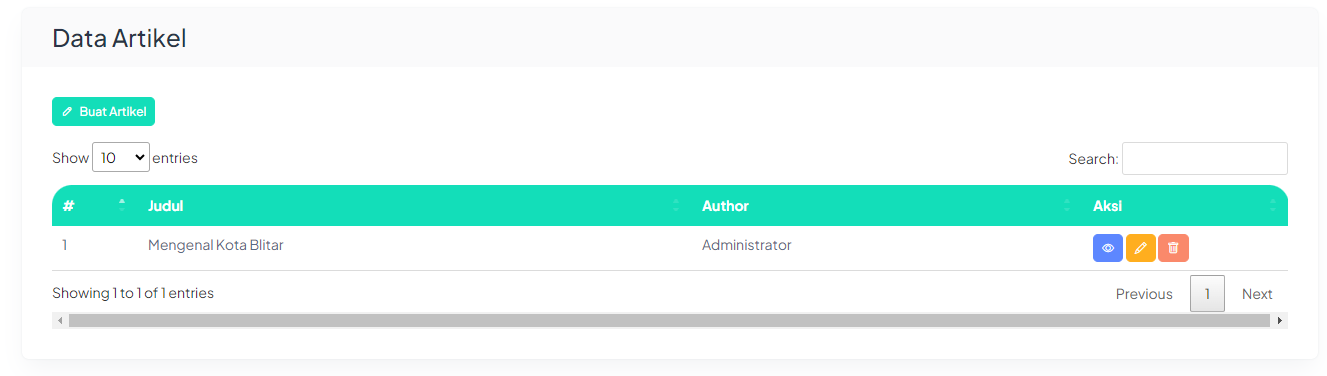 Data Artikel
Buat Artikel
Show 10 entries
Search:
# Judul Author Aksi
1 Mengenal Kota Blitar Administrator
Showing 1 to 1 of 1 entries
Previous 1 Next